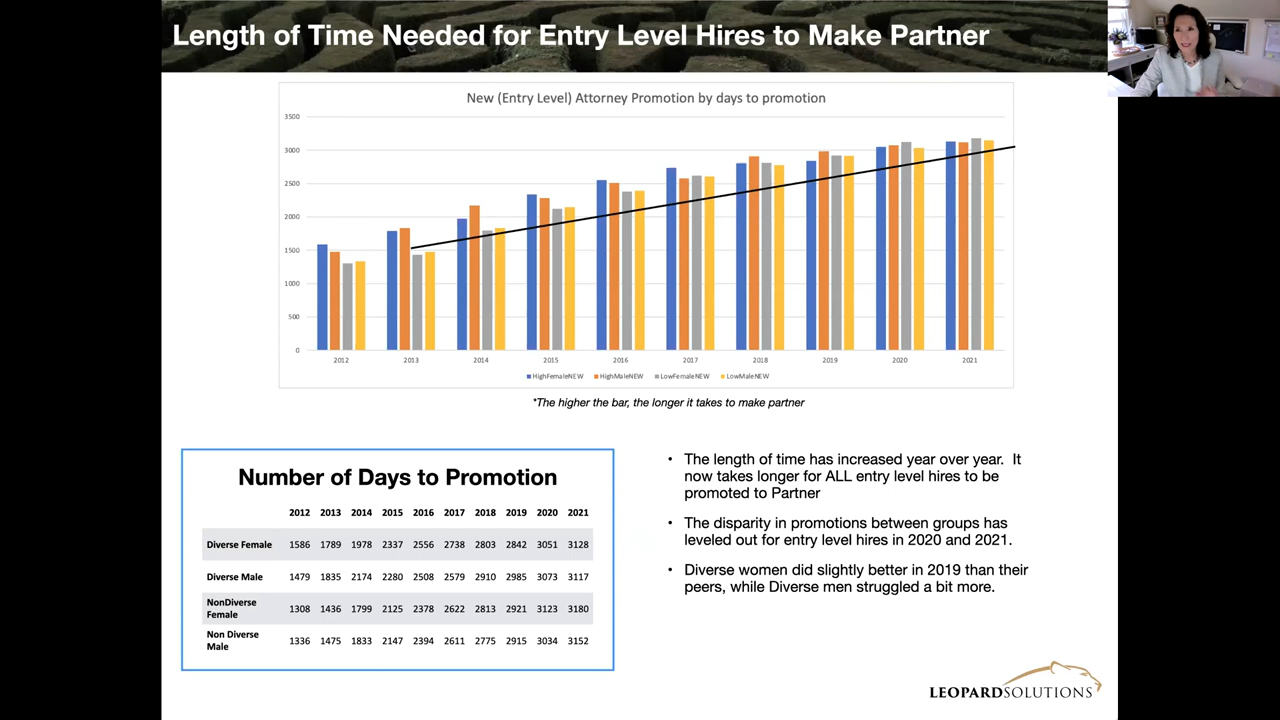 Length of Time Needed for Entry Level Hires to Make Partner
New (Entry Level) Attorney Promotion by days to promotion
3500
3000
2500
2000
1500
1000
500
0
2012 2013 2014 2015 2016 2017 2018 2019 2020 2021
HighFemaleNEW HighMaleNEW LowFemaleNEW LowMaleNEW
*The higher the bar, the longer it takes to make partner
Number of Days to Promotion
2012 2013 2014 2015 2016 2017 2018 2019 2020 2021
Diverse Female 1586 1789 1978 2337 2556 2738 2803 2842 3051 3128
Diverse Male 1479 1835 2174 2280 2508 2579 2910 2985 3073 3117
NonDiverse
Female 1308 1436 1799 2125 2378 2622 2813 2921 3123 3180
Non Diverse
Male 1336 1475 1833 2147 2394 2611 2775 2915 3034 3152
• The length of time has increased year over year. It
now takes longer for ALL entry level hires to be
promoted to Partner
• The disparity in promotions between groups has
leveled out for entry level hires in 2020 and 2021.
• Diverse women did slightly better in 2019 than their
peers, while Diverse men struggled a bit more.
LEOPARDSOLUTIONS